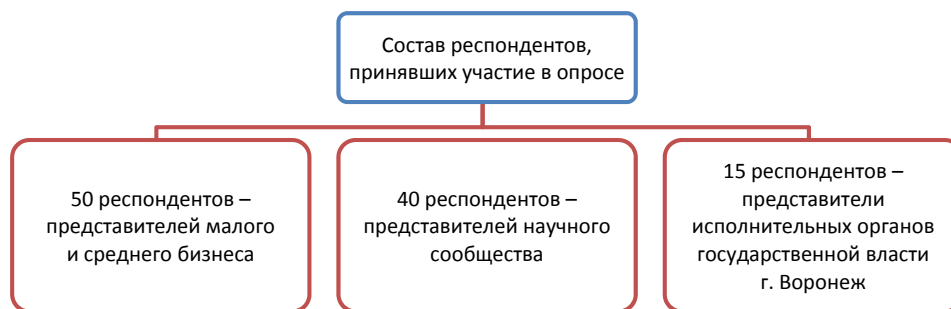 Состав респондентов,
принявших участие в опросе
50 респондентов –
представителей малого
и среднего бизнеса
40 респондентов –
представителей научного
сообщества
15 респондентов –
представители
исполнительных органов
государственной власти
г. Воронеж